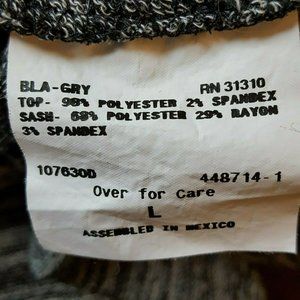 BLA-GRY RN 31310
TOP- 98% POLYESTER 2% SPANDEX
SASH- 68% POLYESTER 29% RAYON
3% SPANDEX
107630D 448714-1
Over for Care
L
ASSEMBLED IN MEXICO